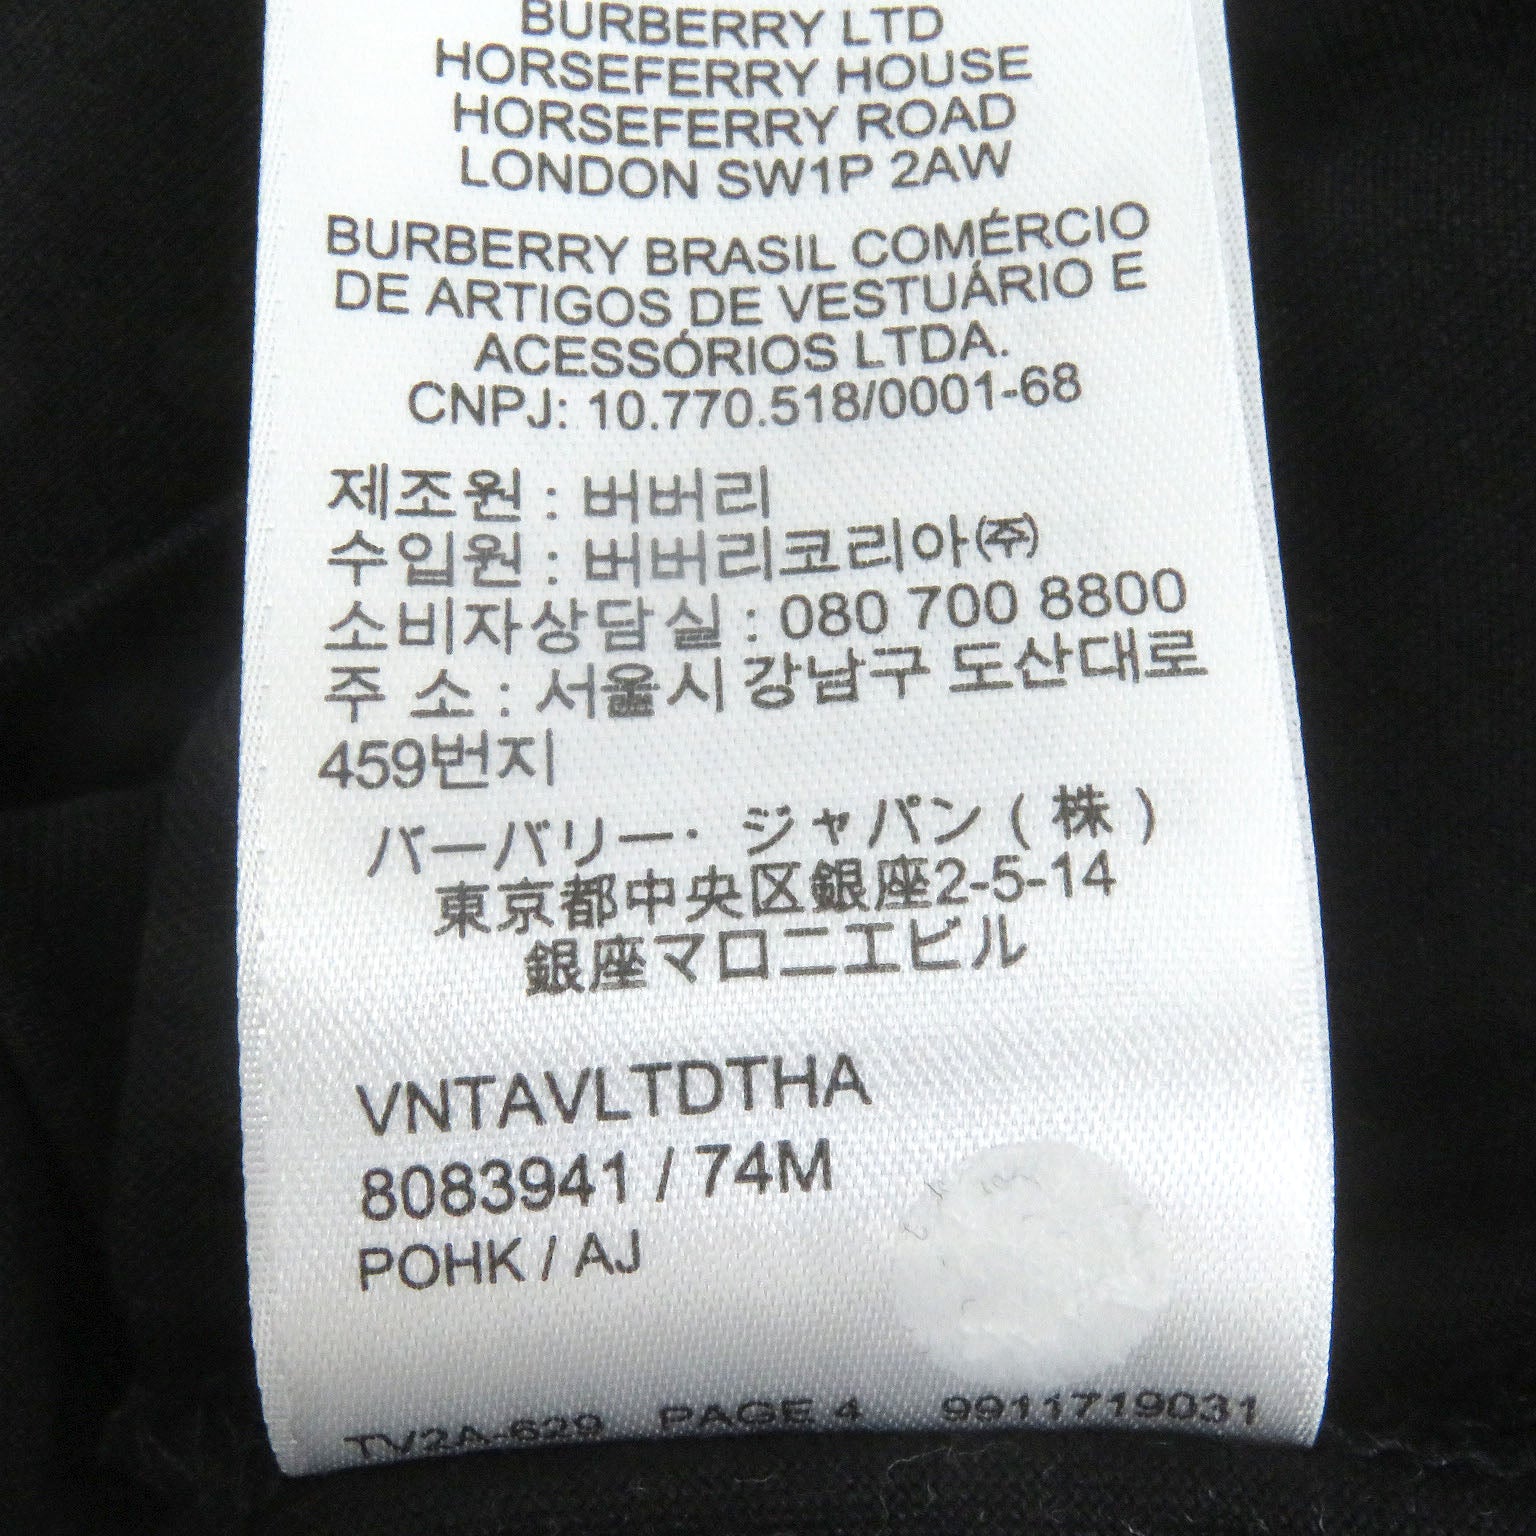 BURBERRY LTD
HORSEFERRY HOUSE
HORSEFERRY ROAD
LONDON SW1P 2AW
BURBERRY BRASIL COMÉRCIO
DE ARTIGOS DE VESTUÁRIO E
ACESSÓRIOS LTDA.
CNPJ: 10.770.518/0001-68
제조원 : 버버리
수입원 : 버버리코리아㈜
소비자상담실 : 080 700 8800
주 소 : 서울시 강남구 도산대로
459번지
バーバリー・ジャパン(株)
東京都中央区銀座2-5-14
銀座マロニエビル
VNTAVLTDTHA
8083941 / 74M
POHK / AJ
TV2A-629 PAGE 4 9911719031